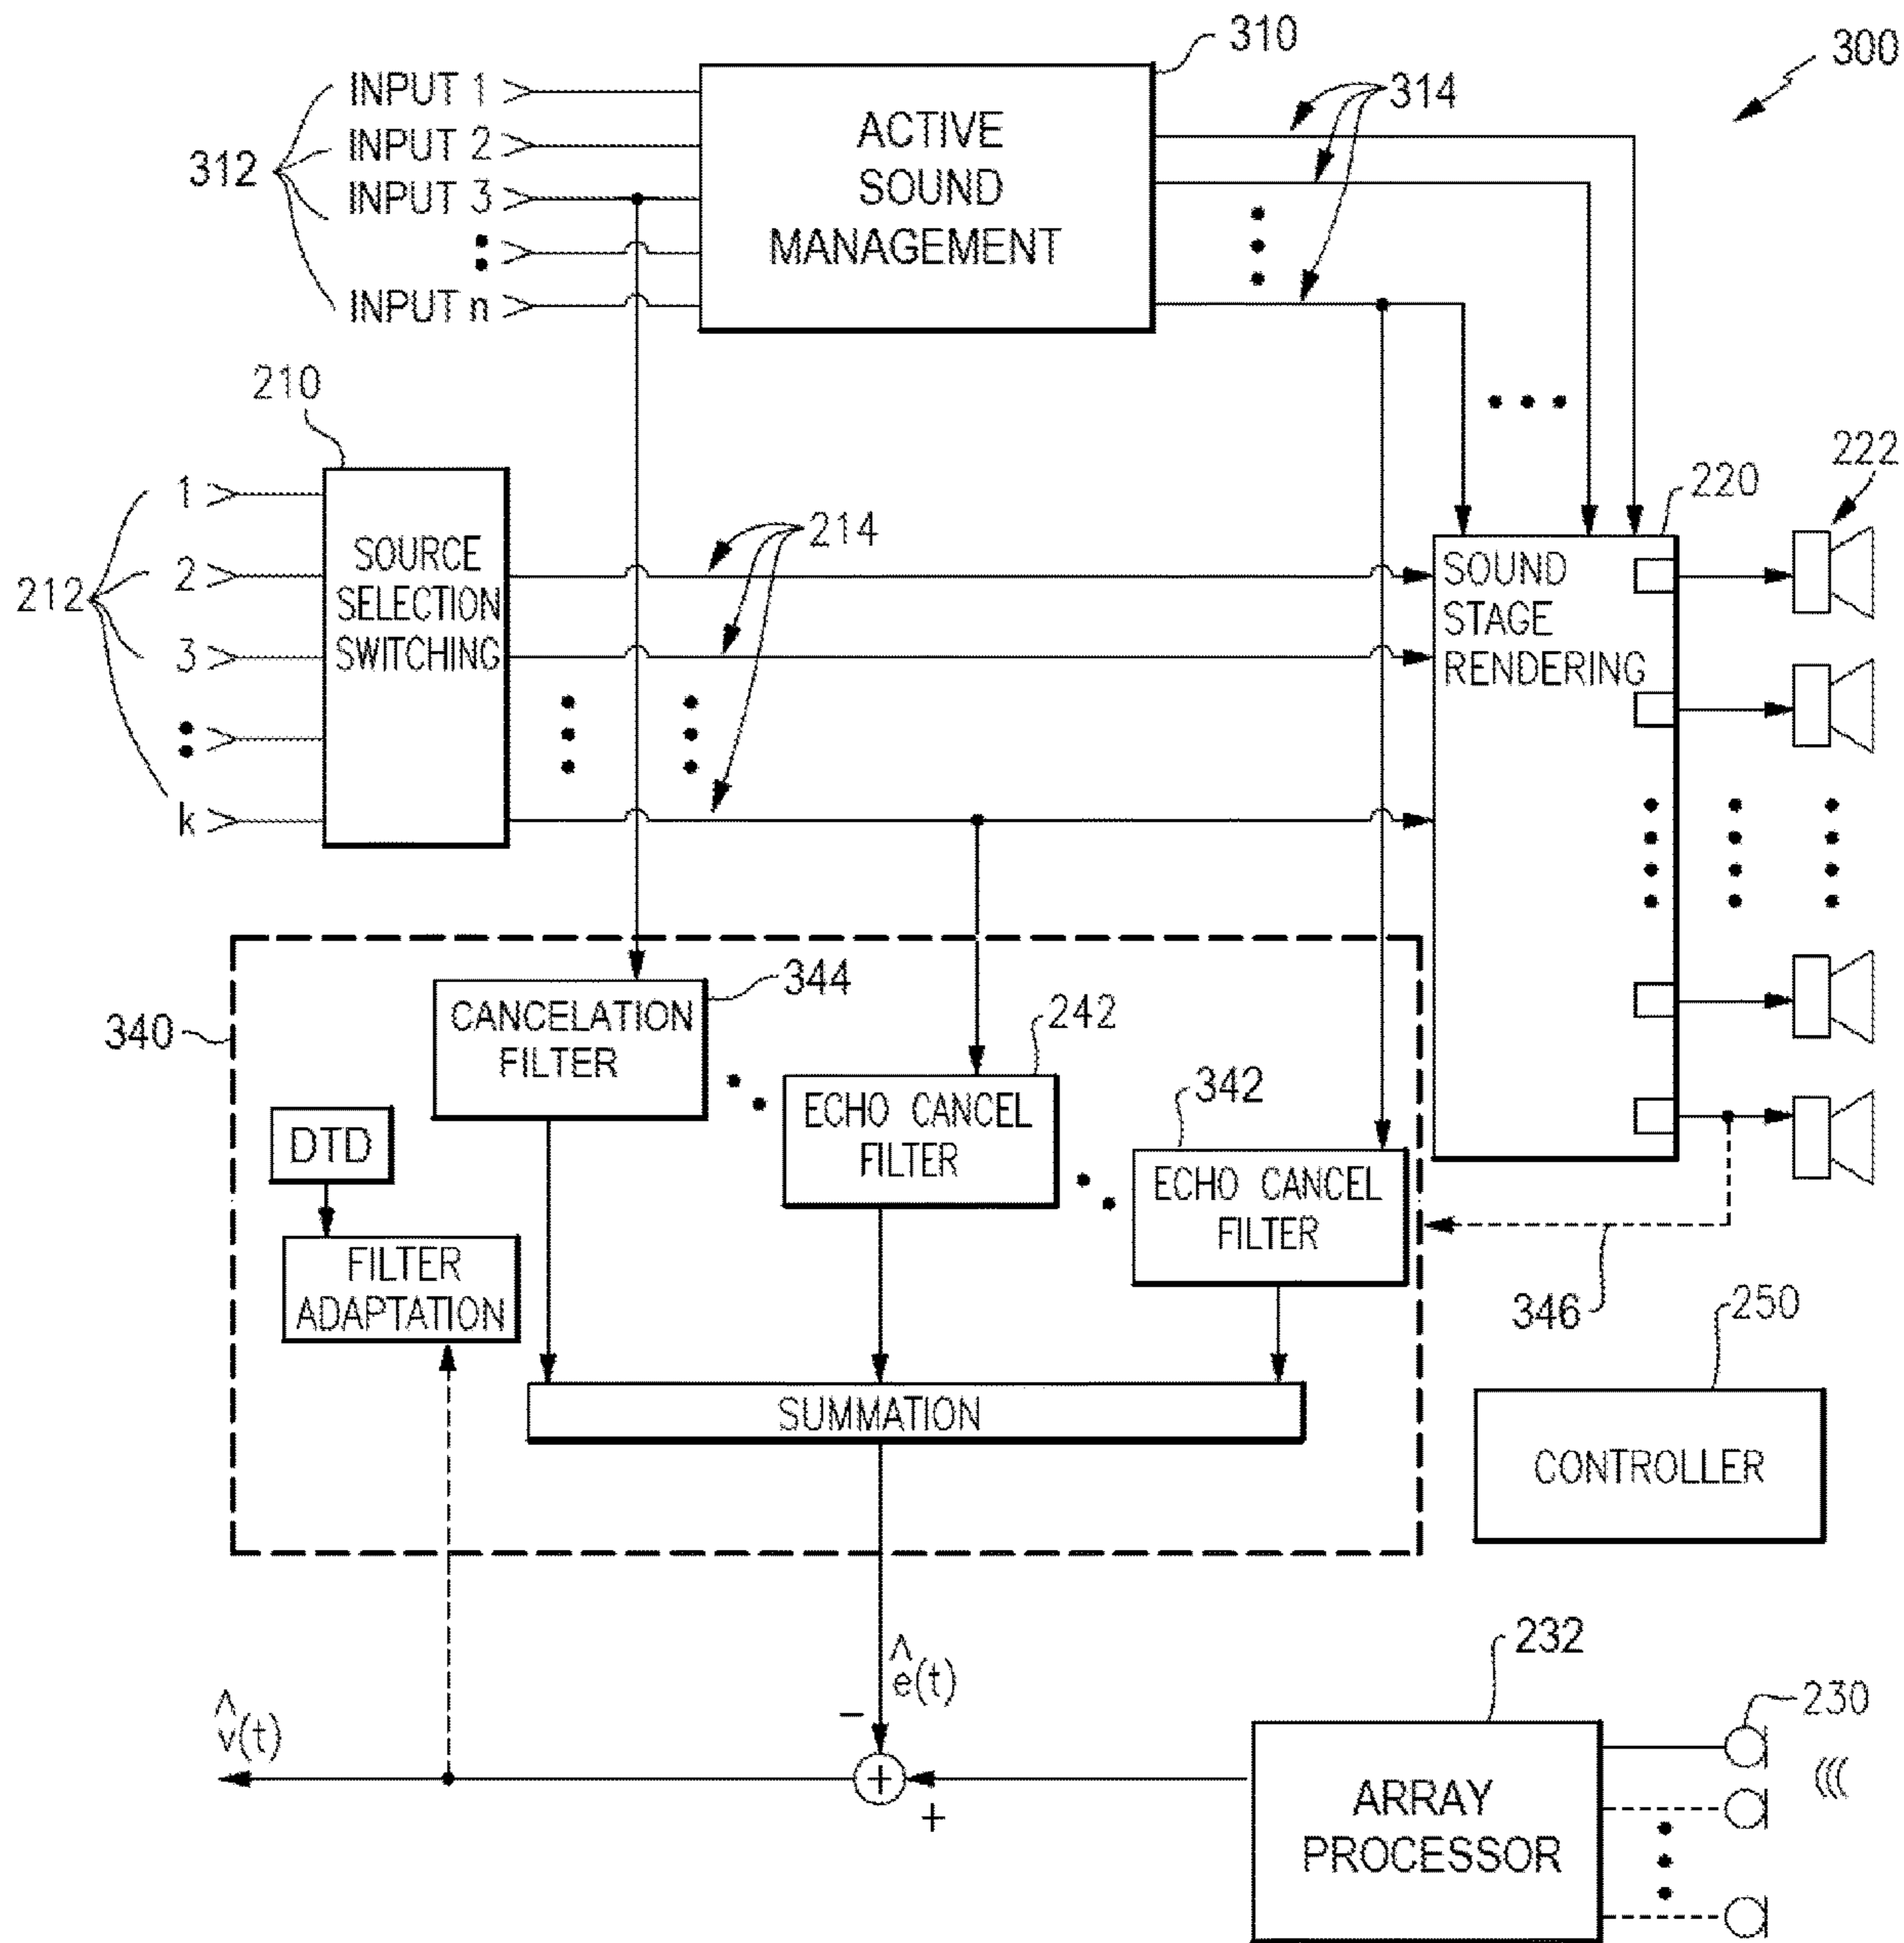 310
300
INPUT 1
INPUT 2
INPUT 3
INPUT n
312
ACTIVE
SOUND
MANAGEMENT
314
210
212
1
2
3
k
SOURCE
SELECTION
SWITCHING
214
220
222
SOUND
STAGE
RENDERING
340
CANCELATION
FILTER
344
242
ECHO CANCEL
FILTER
342
ECHO CANCEL
FILTER
DTD
FILTER
ADAPTATION
346
250
SUMMATION
CONTROLLER
ê(t)
v̂(t)
−
+
+
232
230
ARRAY
PROCESSOR